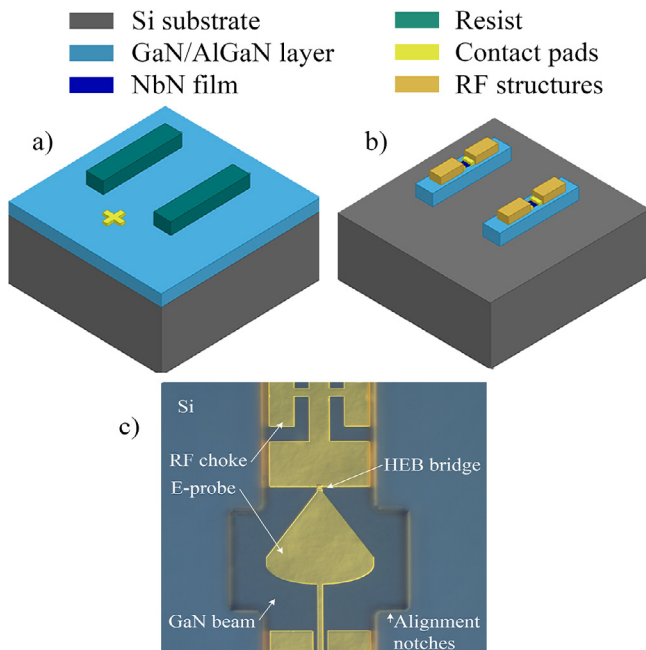 Si substrate
Resist
GaN/AlGaN layer
Contact pads
NbN film
RF structures
a)
b)
c)
Si
RF choke
HEB bridge
E-probe
GaN beam
Alignment
notches